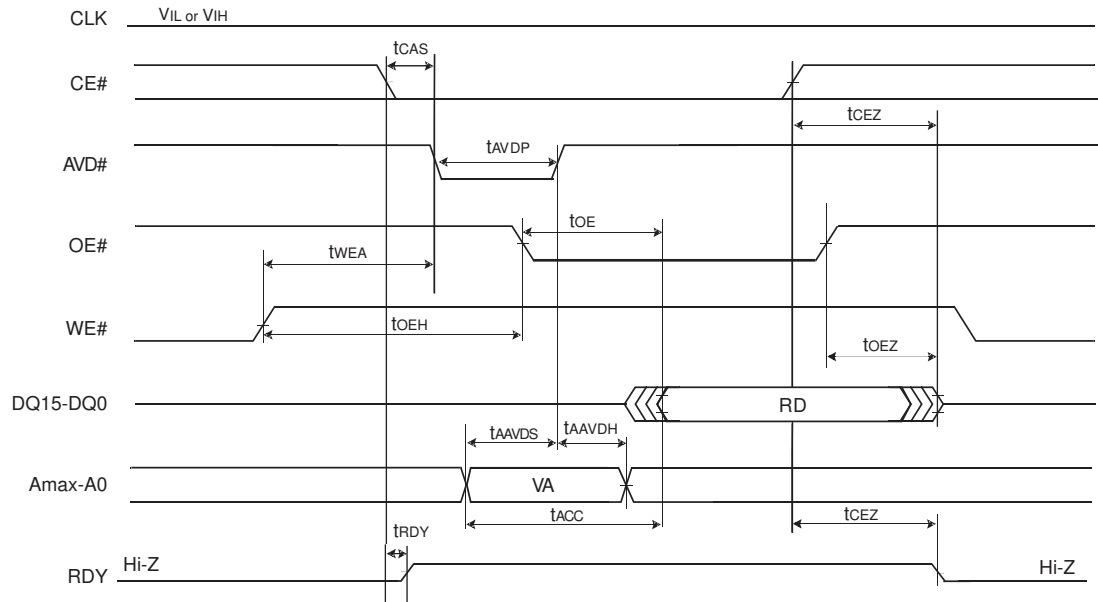 CLK VIL or VIH
tCAS
CE#
tCEZ
AVD# tAVDP
tOE
OE#
tWEA
WE# tOEH
tOEZ
DQ15-DQ0 RD
tAAVDS tAAVDH
Amax-A0 VA
tACC tCEZ
tRDY
RDY Hi-Z Hi-Z